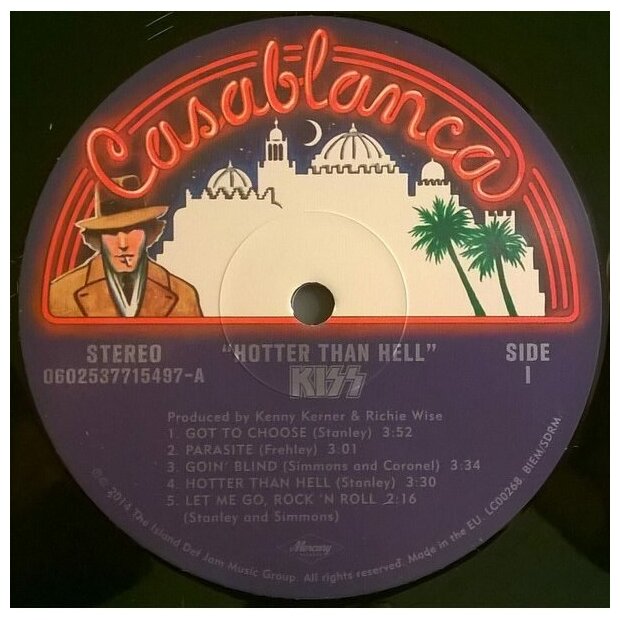 Casablanca
STEREO
0602537715497-A
"HOTTER THAN HELL"
KISS
SIDE
1
Produced by Kenny Kerner & Richie Wise
1. GOT TO CHOOSE (Stanley) 3:52
2. PARASITE (Frehley) 3.01
3. GOIN' BLIND (Simmons and Coronel) 3:34
4. HOTTER THAN HELL (Stanley) 3:30
5. LET ME GO, ROCK 'N ROLL 2:16
(Stanley and Simmons)
Mercury
℗© 2014 The Island Def Jam Music Group. All rights reserved. Made in the EU. LC00268 BIEM/SDRM.